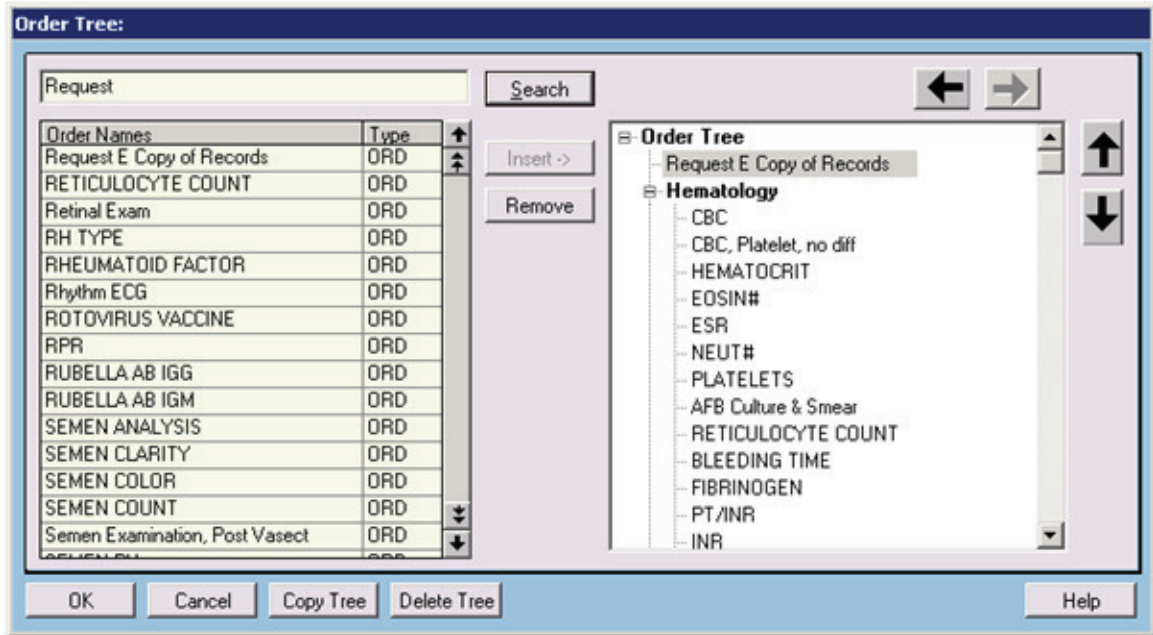 Order Tree:
Request
Search
Order Names Type
Request E Copy of Records ORD
RETICULOCYTE COUNT ORD
Retinal Exam ORD
RH TYPE ORD
RHEUMATOID FACTOR ORD
Rhythm ECG ORD
ROTOVIRUS VACCINE ORD
RPR ORD
RUBELLA AB IGG ORD
RUBELLA AB IGM ORD
SEMEN ANALYSIS ORD
SEMEN CLARITY ORD
SEMEN COLOR ORD
SEMEN COUNT ORD
Semen Examination, Post Vasect ORD
Insert ->
Remove
Order Tree
Request E Copy of Records
Hematology
CBC
CBC, Platelet, no diff
HEMATOCRIT
EOSIN#
ESR
NEUT#
PLATELETS
AFB Culture & Smear
RETICULOCYTE COUNT
BLEEDING TIME
FIBRINOGEN
PT/INR
INR
OK Cancel Copy Tree Delete Tree Help